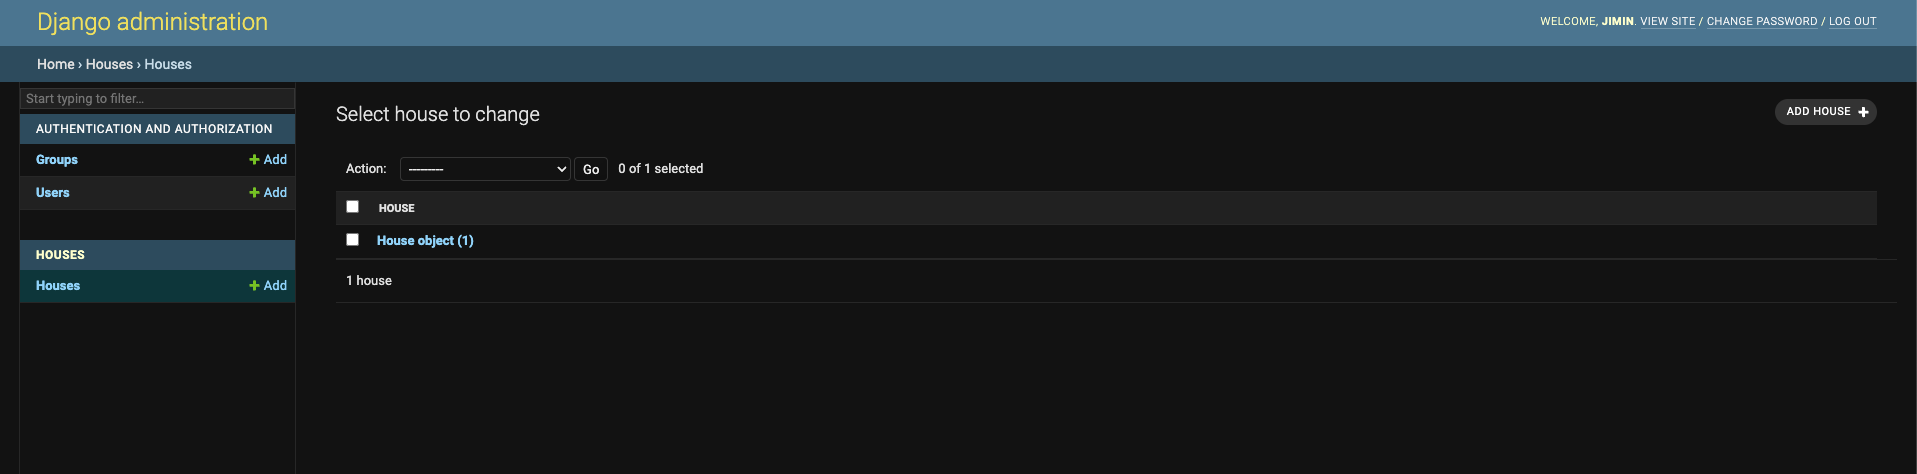 Django administration
WELCOME, JIMIN. VIEW SITE / CHANGE PASSWORD / LOG OUT
Home › Houses › Houses
Start typing to filter...
AUTHENTICATION AND AUTHORIZATION
Groups + Add
Users + Add
HOUSES
Houses + Add
Select house to change
ADD HOUSE +
Action: --------- Go 0 of 1 selected
HOUSE
House object (1)
1 house